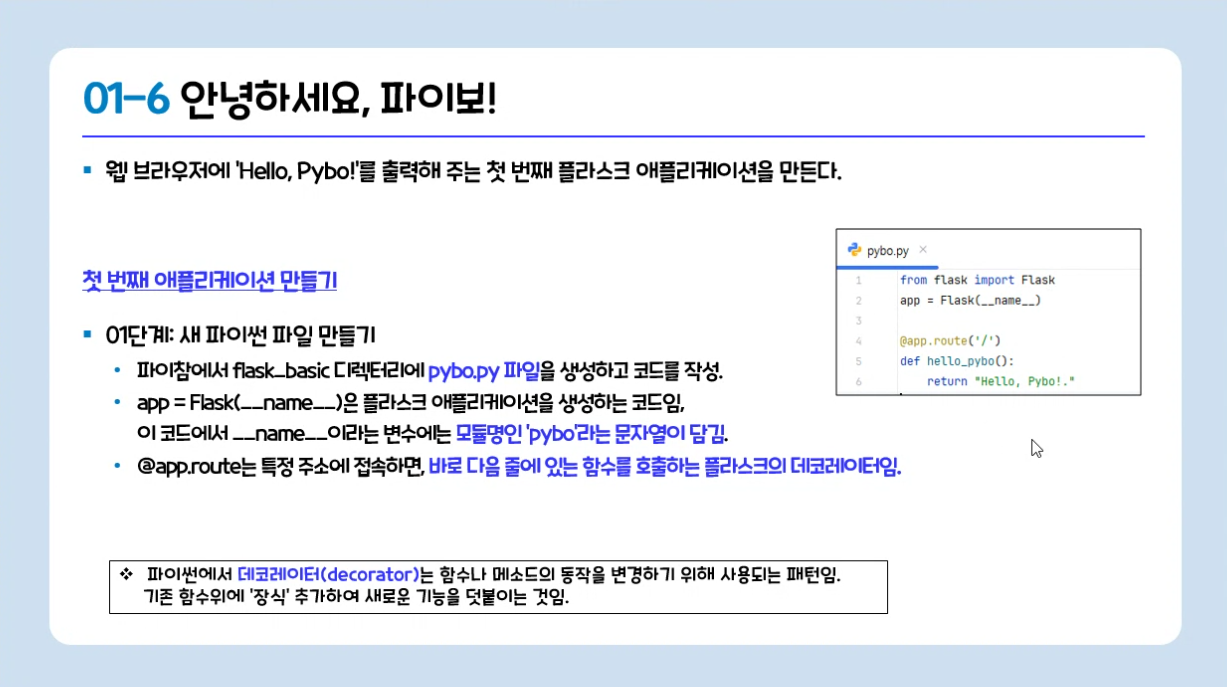 01-6 안녕하세요, 파이보!
웹 브라우저에 'Hello, Pybo!'를 출력해 주는 첫 번째 플라스크 애플리케이션을 만든다.
첫 번째 애플리케이션 만들기
01단계: 새 파이썬 파일 만들기
파이참에서 flask_basic 디렉터리에 pybo.py 파일을 생성하고 코드를 작성.
app = Flask(__name__)은 플라스크 애플리케이션을 생성하는 코드임,
이 코드에서 __name__이라는 변수에는 모듈명인 'pybo'라는 문자열이 담김.
@app.route는 특정 주소에 접속하면, 바로 다음 줄에 있는 함수를 호출하는 플라스크의 데코레이터임.
pybo.py ×
1 from flask import Flask
2 app = Flask(__name__)
3
4 @app.route('/')
5 def hello_pybo():
6 return "Hello, Pybo!."
❖ 파이썬에서 데코레이터(decorator)는 함수나 메소드의 동작을 변경하기 위해 사용되는 패턴임.
기존 함수위에 '장식' 추가하여 새로운 기능을 덧붙이는 것임.